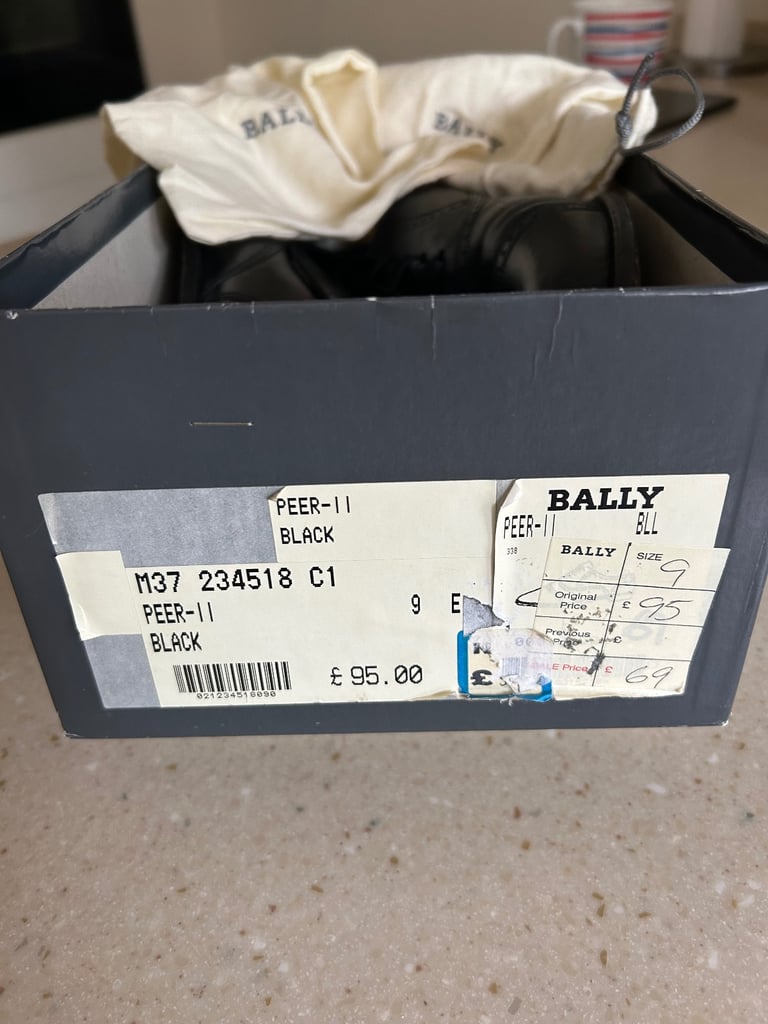 BALLY
BALLY
PEER-II
BLACK
M37 234518 C1
PEER-II
9 E
BLACK
021234518090
£95.00
BALLY
PEER-II BLL
338
BALLY SIZE 9
Original Price £ 95
Previous Price £
SALE Price £ 69
N
£